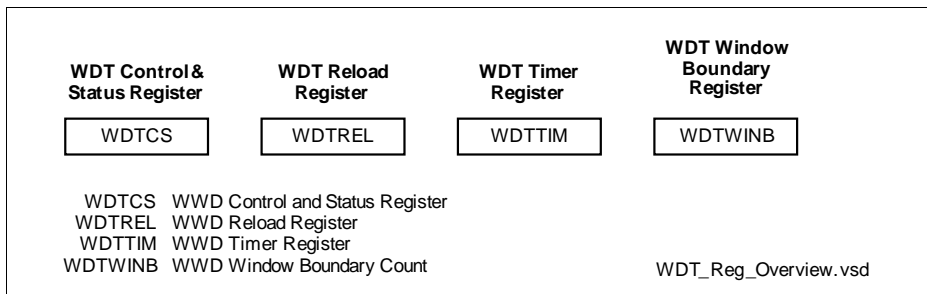 WDT Control & Status Register
WDT Reload Register
WDT Timer Register
WDT Window Boundary Register
WDTCS
WDTREL
WDTTIM
WDTWINB
WDTCS WWD Control and Status Register
WDTREL WWD Reload Register
WDTTIM WWD Timer Register
WDTWINB WWD Window Boundary Count
WDT_Reg_Overview.vsd